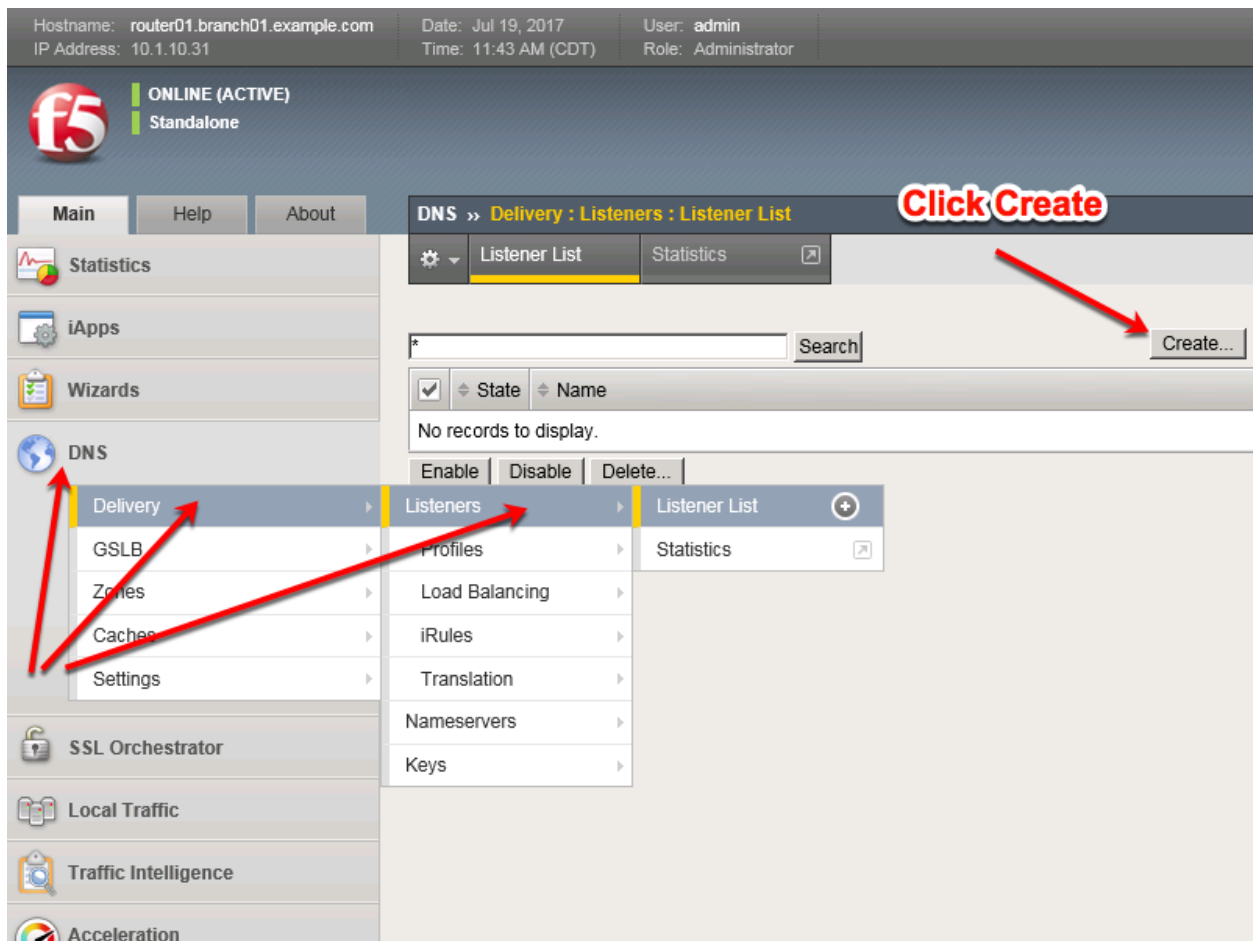 Hostname: router01.branch01.example.com Date: Jul 19, 2017 User: admin
IP Address: 10.1.10.31 Time: 11:43 AM (CDT) Role: Administrator
f5
ONLINE (ACTIVE)
Standalone
Main Help About
DNS ›› Delivery : Listeners : Listener List
Click Create
Listener List Statistics
Statistics
iApps
* Search Create...
Wizards
State Name
No records to display.
DNS
Enable Disable Delete...
Delivery Listeners Listener List
GSLB Profiles Statistics
Zones Load Balancing
Caches iRules
Settings Translation
Nameservers
Keys
SSL Orchestrator
Local Traffic
Traffic Intelligence
Acceleration